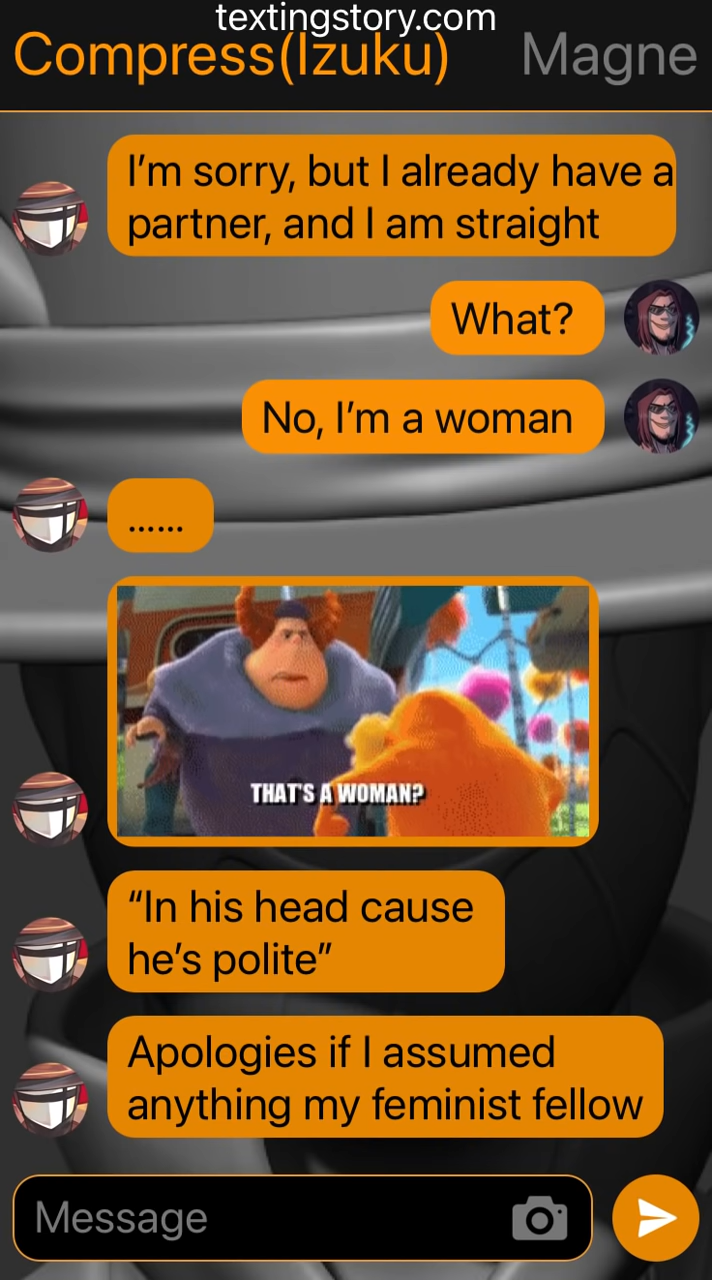 textingstory.com
Compress(Izuku) Magne
I’m sorry, but I already have a
partner, and I am straight
What?
No, I’m a woman
......
THAT'S A WOMAN?
“In his head cause
he’s polite”
Apologies if I assumed
anything my feminist fellow
Message